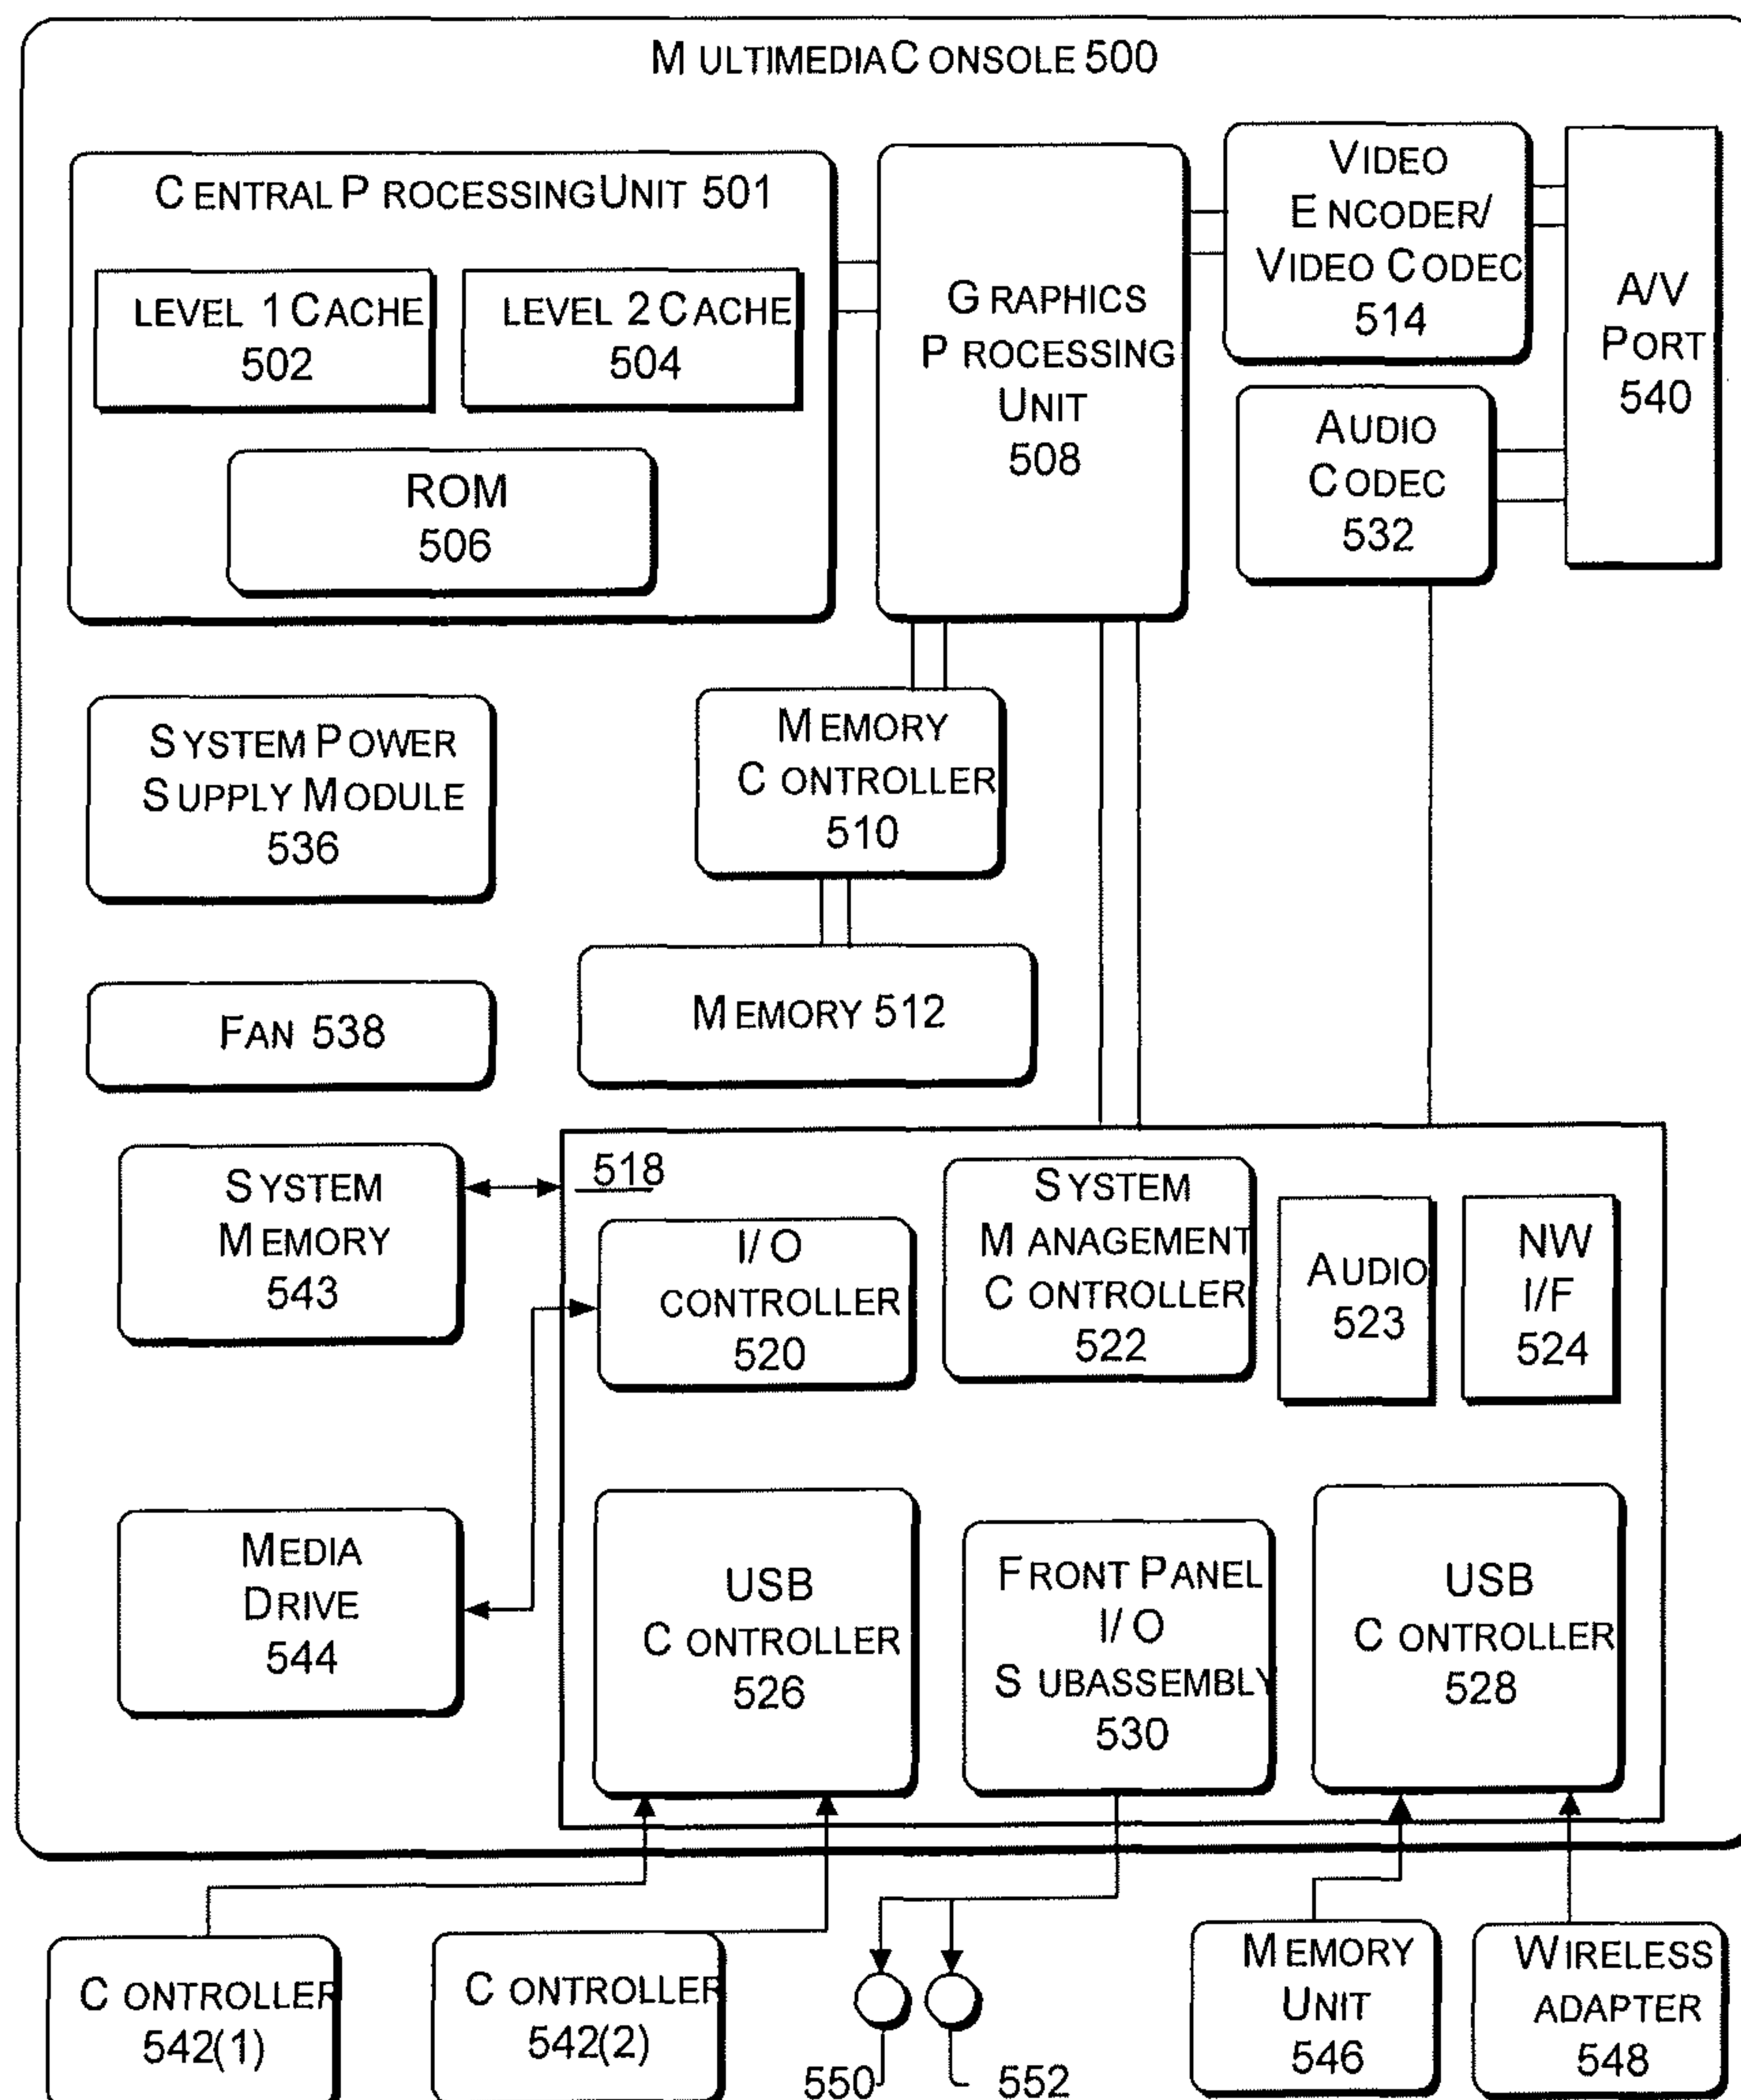 MULTIMEDIA CONSOLE 500
CENTRAL PROCESSING UNIT 501
LEVEL 1 CACHE
502
LEVEL 2 CACHE
504
ROM
506
GRAPHICS
PROCESSING
UNIT
508
VIDEO
ENCODER/
VIDEO CODEC
514
A/V
PORT
540
AUDIO
CODEC
532
SYSTEM POWER
SUPPLY MODULE
536
MEMORY
CONTROLLER
510
FAN 538
MEMORY 512
SYSTEM
MEMORY
543
518
I/O
CONTROLLER
520
SYSTEM
MANAGEMENT
CONTROLLER
522
AUDIO
523
NW
I/F
524
MEDIA
DRIVE
544
USB
CONTROLLER
526
FRONT PANEL
I/O
SUBASSEMBLY
530
USB
CONTROLLER
528
CONTROLLER
542(1)
CONTROLLER
542(2)
550
552
MEMORY
UNIT
546
WIRELESS
ADAPTER
548